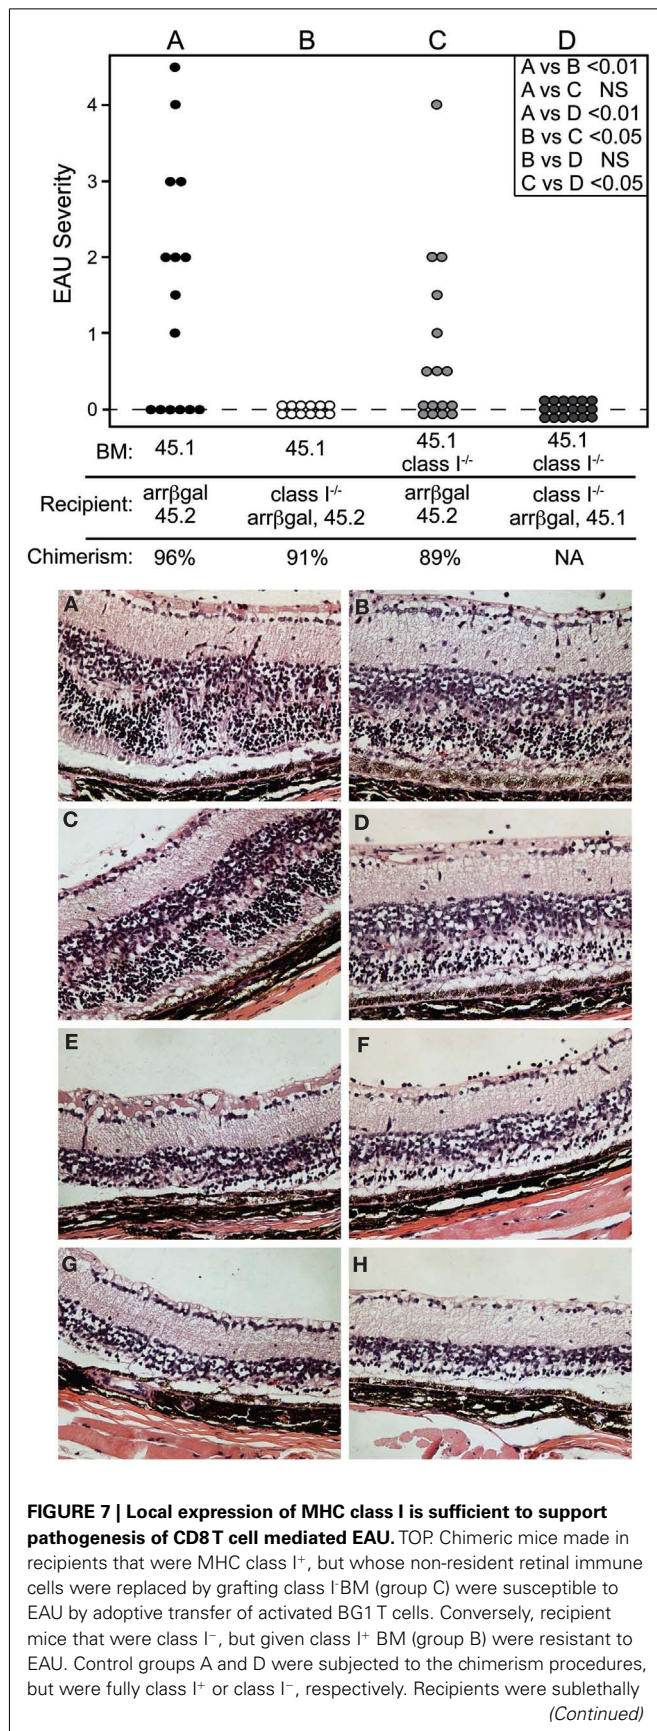 A B C D
A vs B <0.01
A vs C NS
A vs D <0.01
B vs C <0.05
B vs D NS
C vs D <0.05
EAU Severity
4
3
2
1
0
BM: 45.1 45.1 45.1 class I-/- 45.1 class I-/-
Recipient: arrβgal 45.2 class I-/- arrβgal, 45.2 arrβgal 45.2 class I-/- arrβgal, 45.1
Chimerism: 96% 91% 89% NA
A B
C D
E F
G H
FIGURE 7 | Local expression of MHC class I is sufficient to support
pathogenesis of CD8 T cell mediated EAU. TOP. Chimeric mice made in
recipients that were MHC class I+, but whose non-resident retinal immune
cells were replaced by grafting class I-BM (group C) were susceptible to
EAU by adoptive transfer of activated BG1 T cells. Conversely, recipient
mice that were class I−, but given class I+ BM (group B) were resistant to
EAU. Control groups A and D were subjected to the chimerism procedures,
but were fully class I+ or class I−, respectively. Recipients were sublethally
(Continued)